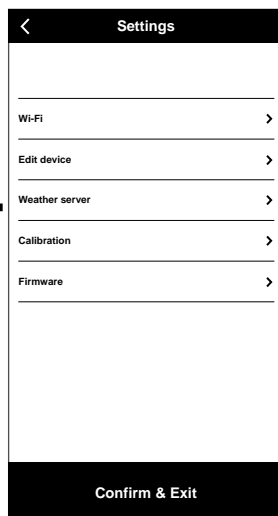 Settings
Wi-Fi
Edit device
Weather server
Calibration
Firmware
Confirm & Exit